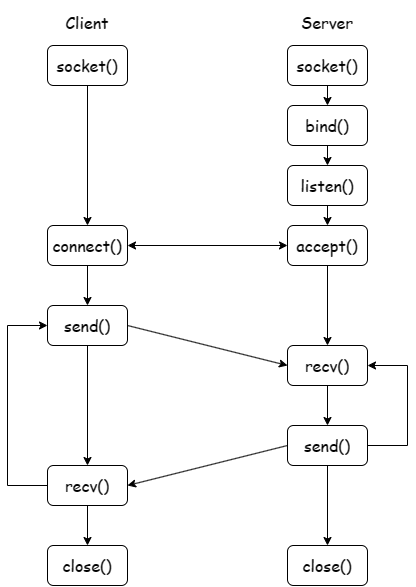 Client
Server
socket()
socket()
bind()
listen()
connect()
accept()
send()
recv()
send()
recv()
close()
close()